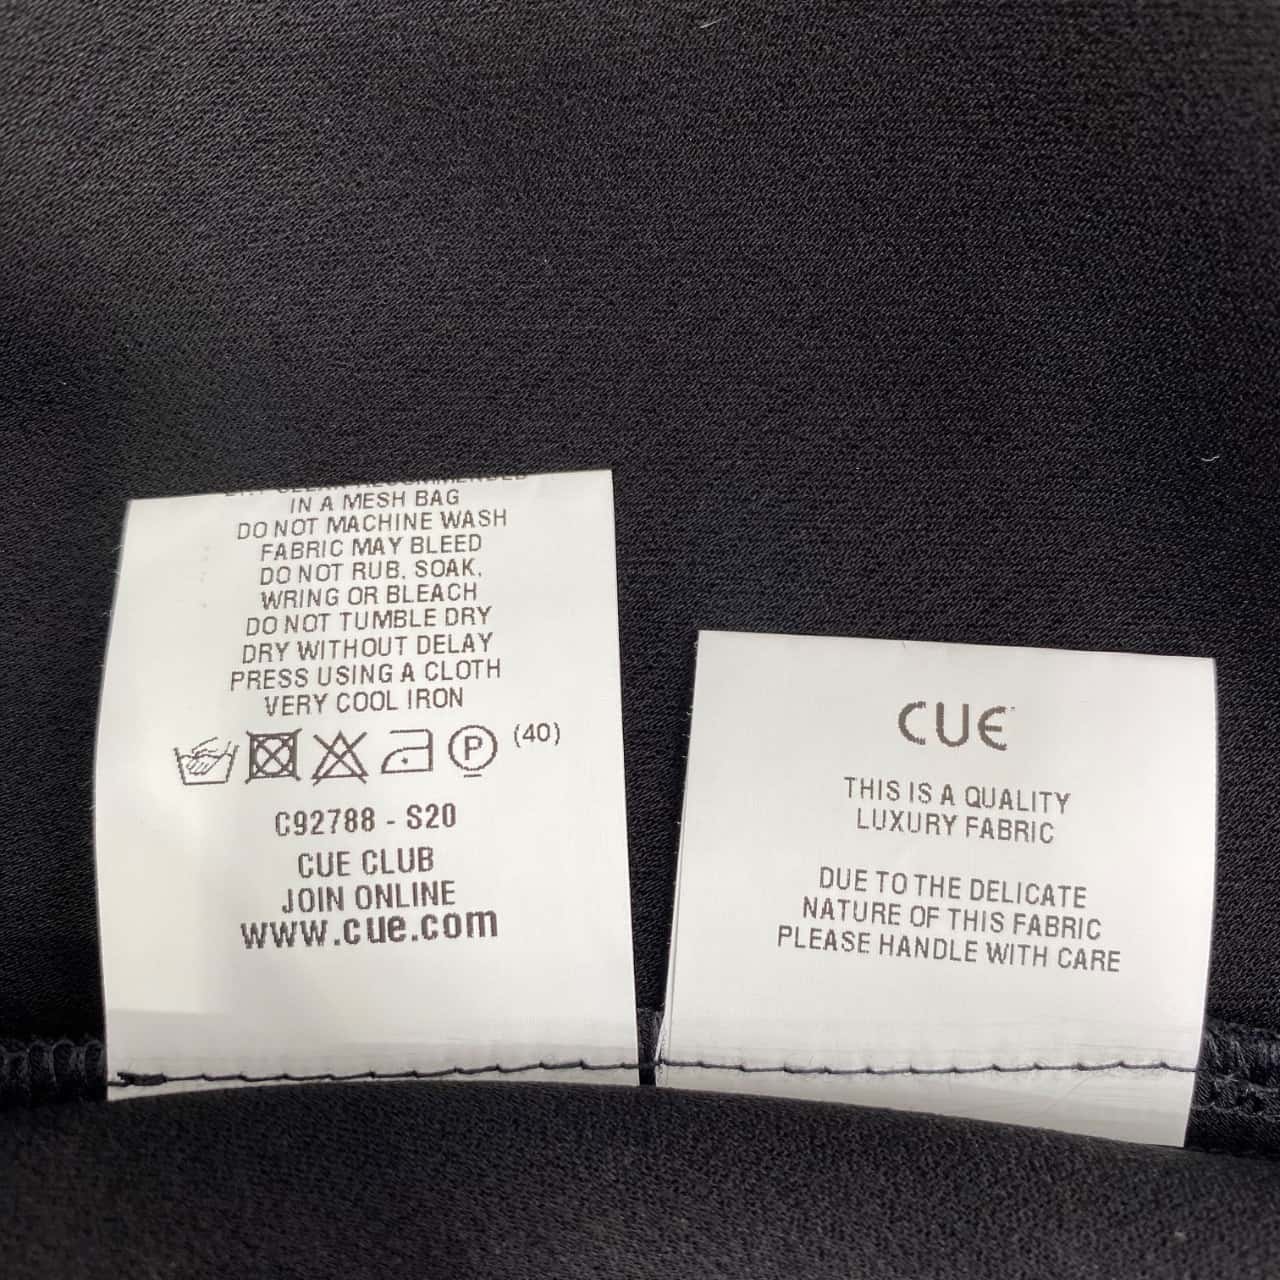 IN A MESH BAG
DO NOT MACHINE WASH
FABRIC MAY BLEED
DO NOT RUB, SOAK,
WRING OR BLEACH
DO NOT TUMBLE DRY
DRY WITHOUT DELAY
PRESS USING A CLOTH
VERY COOL IRON
P (40)
C92788 - S20
CUE CLUB
JOIN ONLINE
www.cue.com
CUE
THIS IS A QUALITY
LUXURY FABRIC
DUE TO THE DELICATE
NATURE OF THIS FABRIC
PLEASE HANDLE WITH CARE